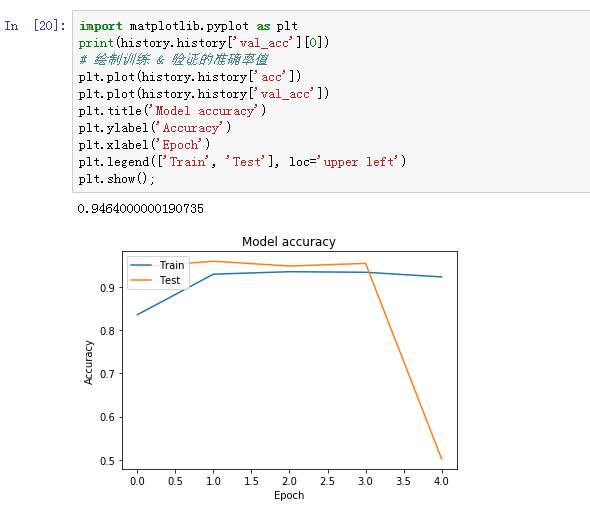 In [20]: import matplotlib.pyplot as plt
print(history.history['val_acc'][0])
# 绘制训练 & 验证的准确率值
plt.plot(history.history['acc'])
plt.plot(history.history['val_acc'])
plt.title('Model accuracy')
plt.ylabel('Accuracy')
plt.xlabel('Epoch')
plt.legend(['Train', 'Test'], loc='upper left')
plt.show();
0.9464000000190735
Model accuracy
Train
Test
0.9
0.8
0.7
0.6
0.5
Accuracy
0.0 0.5 1.0 1.5 2.0 2.5 3.0 3.5 4.0
Epoch